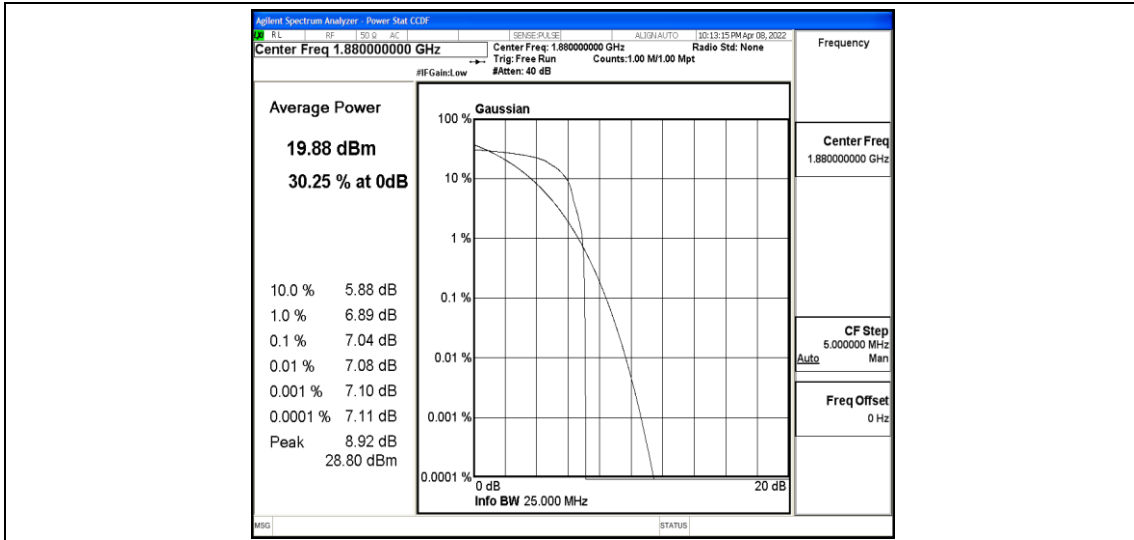 Agilent Spectrum Analyzer - Power Stat CCDF
LXI RL RF 50 Ω AC SENSE:PULSE ALIGNAUTO 10:13:15 PM Apr 08, 2022
Center Freq 1.880000000 GHz
Center Freq: 1.880000000 GHz Radio Std: None
Trig: Free Run Counts:1.00 M/1.00 Mpt
#IFGain:Low #Atten: 40 dB
Frequency
Average Power
19.88 dBm
30.25 % at 0dB
10.0 % 5.88 dB
1.0 % 6.89 dB
0.1 % 7.04 dB
0.01 % 7.08 dB
0.001 % 7.10 dB
0.0001 % 7.11 dB
Peak 8.92 dB
28.80 dBm
Gaussian
100 %
10 %
1 %
0.1 %
0.01 %
0.001 %
0.0001 %
0 dB 20 dB
Info BW 25.000 MHz
Center Freq
1.880000000 GHz
CF Step
5.000000 MHz
Auto Man
Freq Offset
0 Hz
MSG STATUS